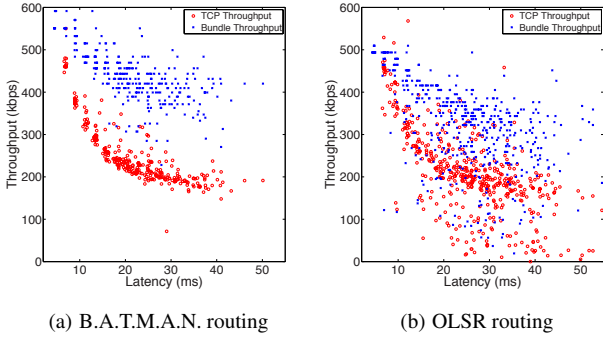 TCP Throughput
Bundle Throughput
600
500
400
300
200
100
0
Throughput (kbps)
10
20
30
40
50
Latency (ms)
(a) B.A.T.M.A.N. routing
TCP Throughput
Bundle Throughput
600
500
400
300
200
100
0
Throughput (kbps)
10
20
30
40
50
Latency (ms)
(b) OLSR routing